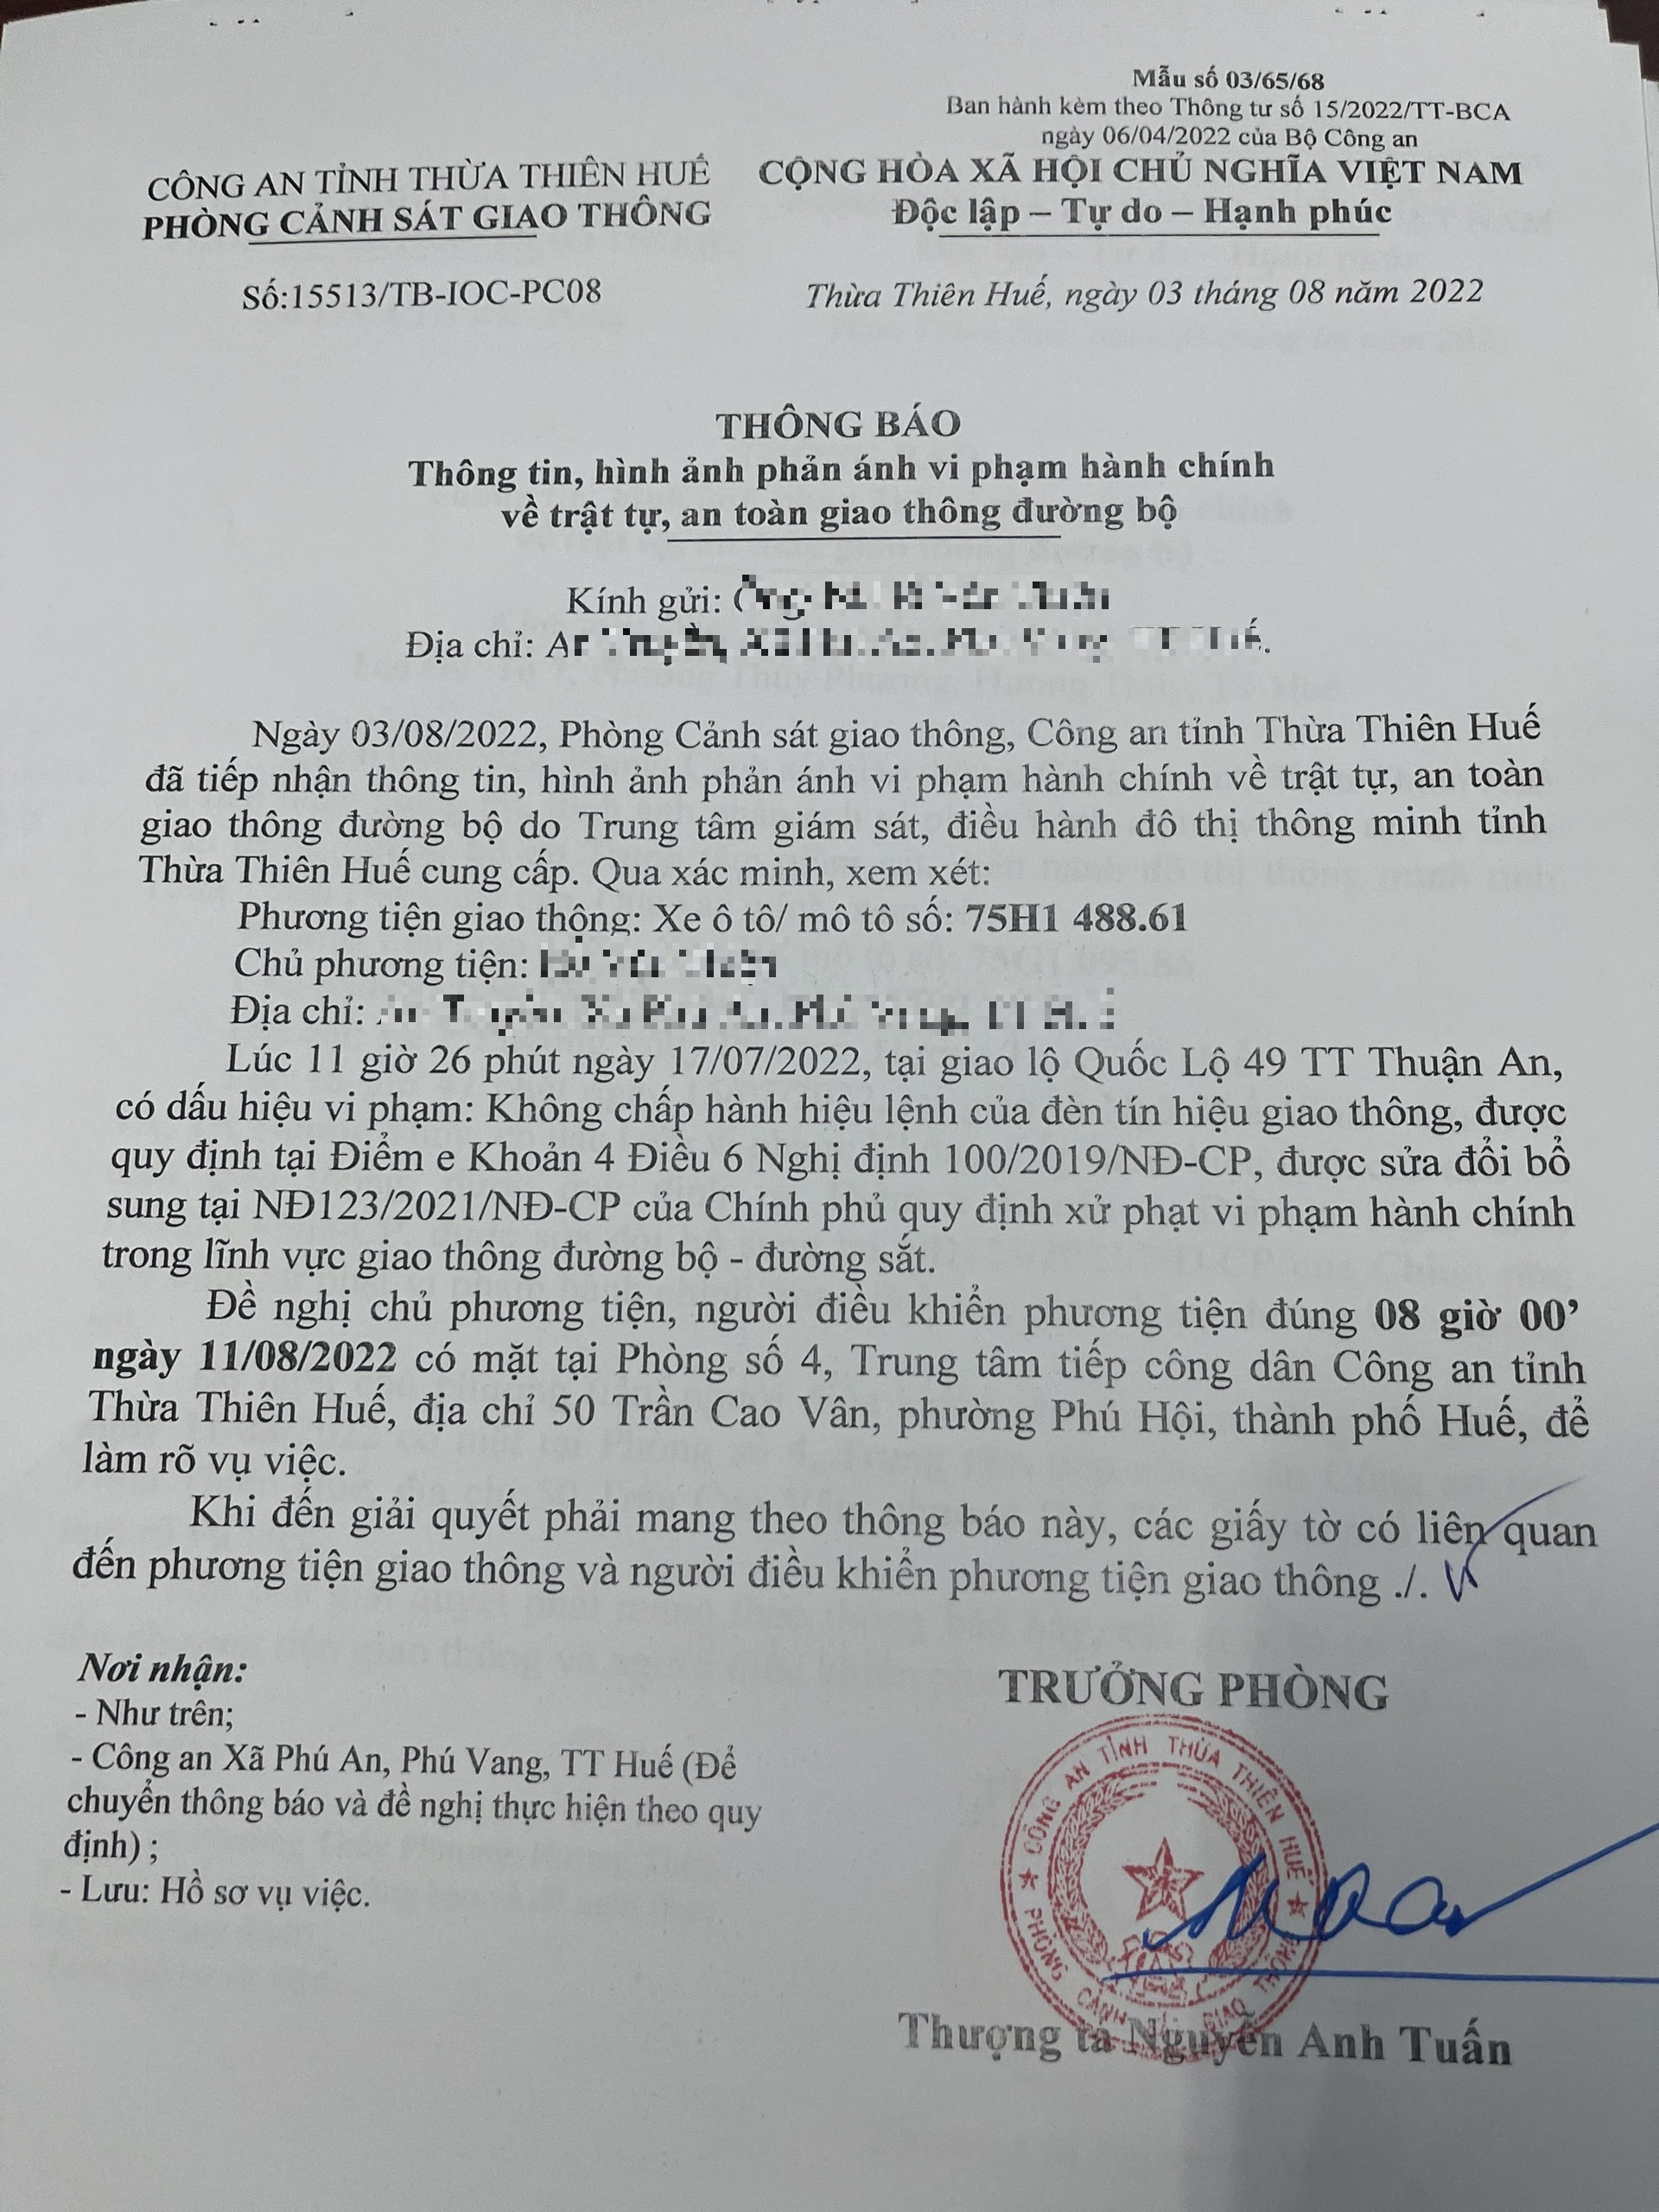 Mẫu số 03/65/68
Ban hành kèm theo Thông tư số 15/2022/TT-BCA
ngày 06/04/2022 của Bộ Công an
CÔNG AN TỈNH THỪA THIÊN HUẾ
PHÒNG CẢNH SÁT GIAO THÔNG
CỘNG HÒA XÃ HỘI CHỦ NGHĨA VIỆT NAM
Độc lập – Tự do – Hạnh phúc
Số:15513/TB-IOC-PC08
Thừa Thiên Huế, ngày 03 tháng 08 năm 2022
THÔNG BÁO
Thông tin, hình ảnh phản ánh vi phạm hành chính
về trật tự, an toàn giao thông đường bộ
Kính gửi:
Địa chỉ:
Ngày 03/08/2022, Phòng Cảnh sát giao thông, Công an tỉnh Thừa Thiên Huế
đã tiếp nhận thông tin, hình ảnh phản ánh vi phạm hành chính về trật tự, an toàn
giao thông đường bộ do Trung tâm giám sát, điều hành đô thị thông minh tỉnh
Thừa Thiên Huế cung cấp. Qua xác minh, xem xét:
Phương tiện giao thông: Xe ô tô/ mô tô số: 75H1 488.61
Chủ phương tiện:
Địa chỉ:
Lúc 11 giờ 26 phút ngày 17/07/2022, tại giao lộ Quốc Lộ 49 TT Thuận An,
có dấu hiệu vi phạm: Không chấp hành hiệu lệnh của đèn tín hiệu giao thông, được
quy định tại Điểm e Khoản 4 Điều 6 Nghị định 100/2019/NĐ-CP, được sửa đổi bổ
sung tại NĐ123/2021/NĐ-CP của Chính phủ quy định xử phạt vi phạm hành chính
trong lĩnh vực giao thông đường bộ - đường sắt.
Đề nghị chủ phương tiện, người điều khiển phương tiện đúng 08 giờ 00’
ngày 11/08/2022 có mặt tại Phòng số 4, Trung tâm tiếp công dân Công an tỉnh
Thừa Thiên Huế, địa chỉ 50 Trần Cao Vân, phường Phú Hội, thành phố Huế, để
làm rõ vụ việc.
Khi đến giải quyết phải mang theo thông báo này, các giấy tờ có liên quan
đến phương tiện giao thông và người điều khiển phương tiện giao thông ./.
Nơi nhận:
- Như trên;
- Công an Xã Phú An, Phú Vang, TT Huế (Để
chuyển thông báo và đề nghị thực hiện theo quy
định) ;
- Lưu: Hồ sơ vụ việc.
TRƯỞNG PHÒNG
CÔNG AN TỈNH THỪA THIÊN HUẾ
PHÒNG CẢNH GIAO THÔNG
Thượng tá Nguyễn Anh Tuấn